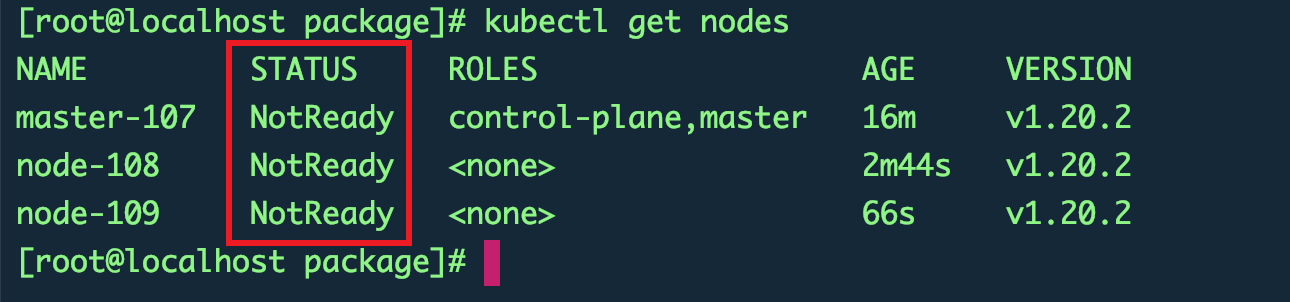 [root@localhost package]# kubectl get nodes
NAME STATUS ROLES AGE VERSION
master-107 NotReady control-plane,master 16m v1.20.2
node-108 NotReady <none> 2m44s v1.20.2
node-109 NotReady <none> 66s v1.20.2
[root@localhost package]#